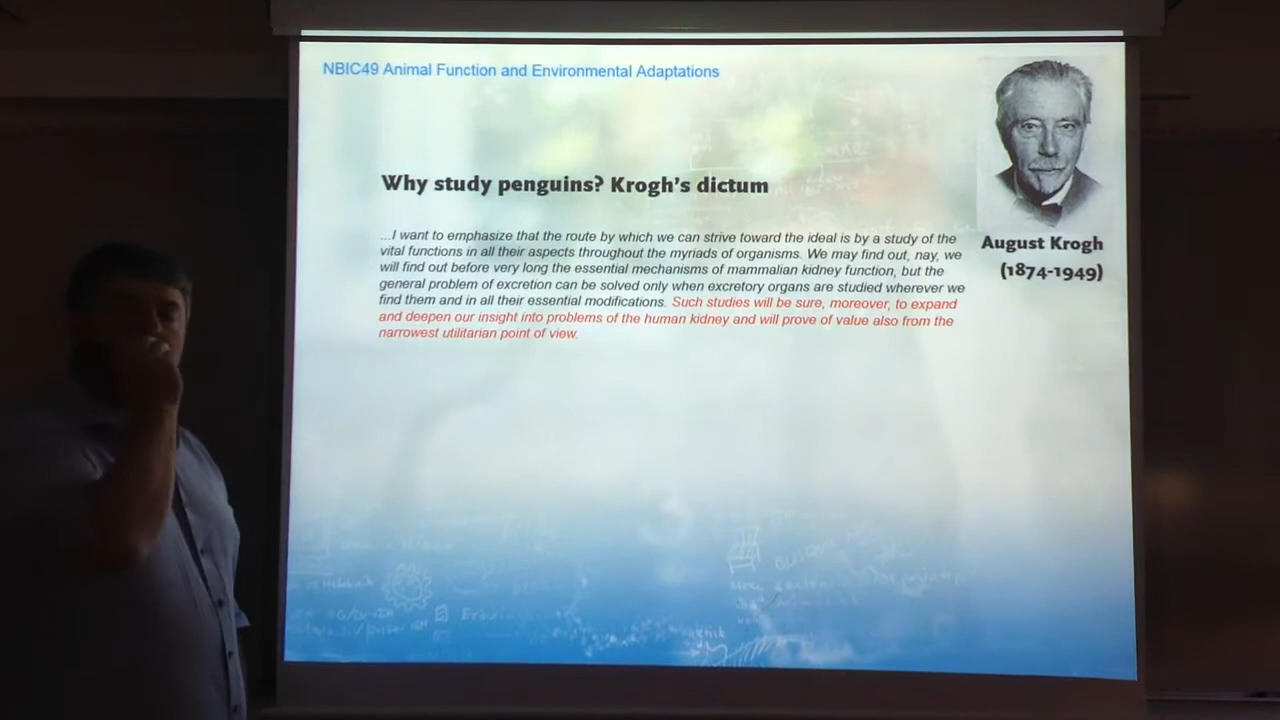 NBIC49 Animal Function and Environmental Adaptations
Why study penguins? Krogh's dictum
...I want to emphasize that the route by which we can strive toward the ideal is by a study of the
vital functions in all their aspects throughout the myriads of organisms. We may find out, nay, we
will find out before very long the essential mechanisms of mammalian kidney function, but the
general problem of excretion can be solved only when excretory organs are studied wherever we
find them and in all their essential modifications. Such studies will be sure, moreover, to expand
and deepen our insight into problems of the human kidney and will prove of value also from the
narrowest utilitarian point of view.
August Krogh
(1874-1949)